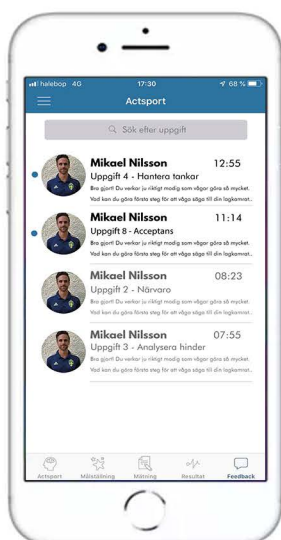 halebop 4G 17:30 68 %
Actsport
Sök efter uppgift
Mikael Nilsson 12:55
Uppgift 4 - Hantera tankar
Bra gjort! Du verkar ju riktigt modig som vågar göra så mycket.
Vad kan du göra första steg för att våga säga till din lagkamrat..
Mikael Nilsson 11:14
Uppgift 8 - Acceptans
Bra gjort! Du verkar ju riktigt modig som vågar göra så mycket.
Vad kan du göra första steg för att våga säga till din lagkamrat..
Mikael Nilsson 08:23
Uppgift 2 - Närvaro
Bra gjort! Du verkar ju riktigt modig som vågar göra så mycket.
Vad kan du göra första steg för att våga säga till din lagkamrat..
Mikael Nilsson 07:55
Uppgift 3 - Analysera hinder
Bra gjort! Du verkar ju riktigt modig som vågar göra så mycket.
Vad kan du göra första steg för att våga säga till din lagkamrat..
Actsport Målställning Mätning Resultat Feedback